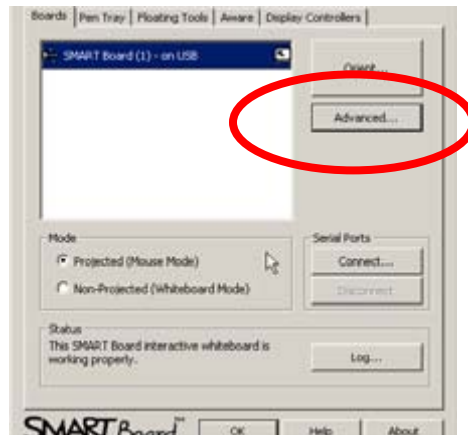 Boards Pen Tray Floating Tools Aware Display Controllers
SMART Board (1) - on USB
Orient...
Advanced...
Mode
Projected (Mouse Mode)
Non-Projected (Whiteboard Mode)
Serial Ports
Connect...
Disconnect
Status
This SMART Board interactive whiteboard is
working properly.
Log...
SMART Board™
OK
Help
About